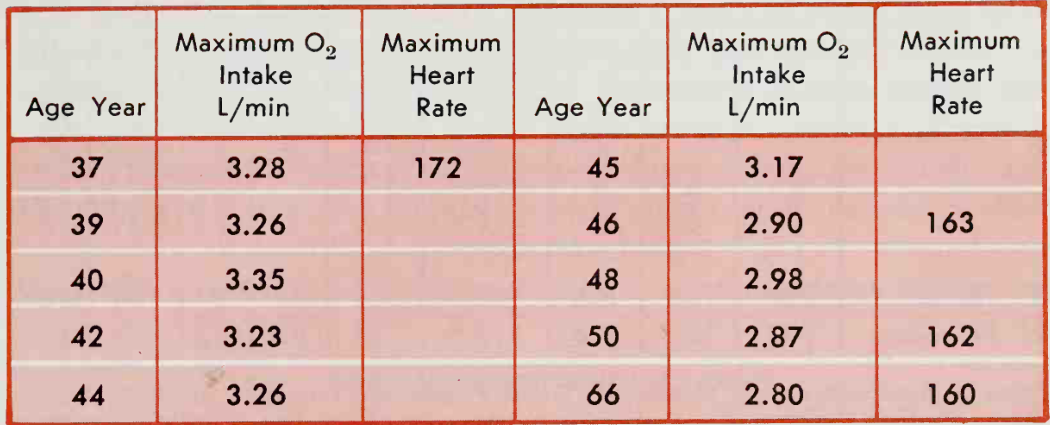 Age Year Maximum O₂ Intake L/min Maximum Heart Rate Age Year Maximum O₂ Intake L/min Maximum Heart Rate
37 3.28 172 45 3.17
39 3.26 46 2.90 163
40 3.35 48 2.98
42 3.23 50 2.87 162
44 3.26 66 2.80 160